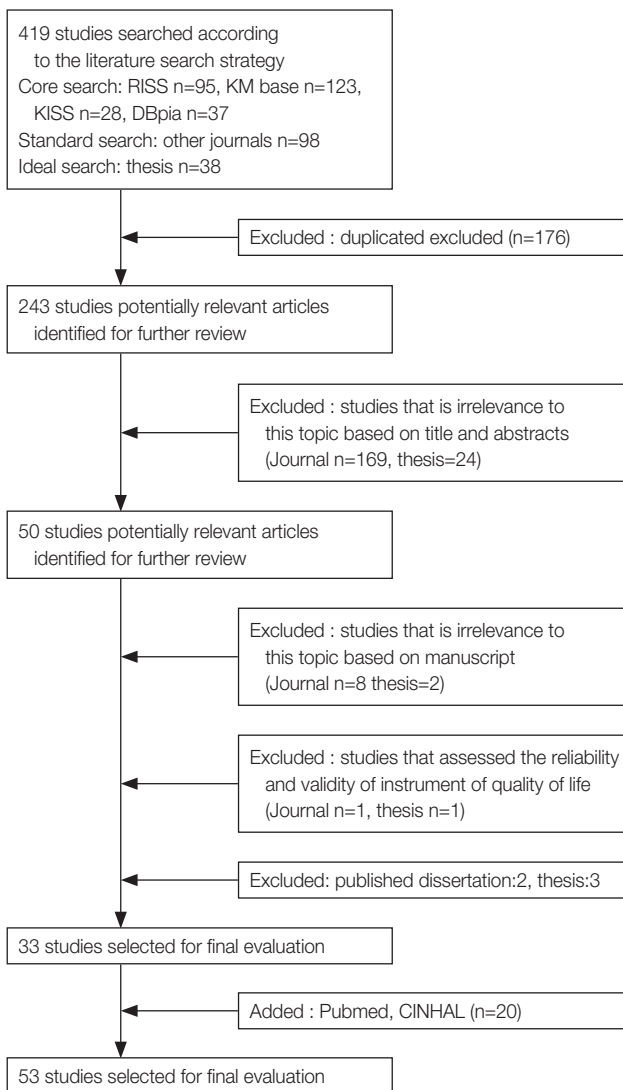 419 studies searched according
to the literature search strategy
Core search: RISS n=95, KM base n=123,
KISS n=28, DBpia n=37
Standard search: other journals n=98
Ideal search: thesis n=38
Excluded : duplicated excluded (n=176)
243 studies potentially relevant articles
identified for further review
Excluded : studies that is irrelevance to
this topic based on title and abstracts
(Journal n=169, thesis=24)
50 studies potentially relevant articles
identified for further review
Excluded : studies that is irrelevance to
this topic based on manuscript
(Journal n=8 thesis=2)
Excluded : studies that assessed the reliability
and validity of instrument of quality of life
(Journal n=1, thesis n=1)
Excluded: published dissertation:2, thesis:3
33 studies selected for final evaluation
Added : Pubmed, CINHAL (n=20)
53 studies selected for final evaluation